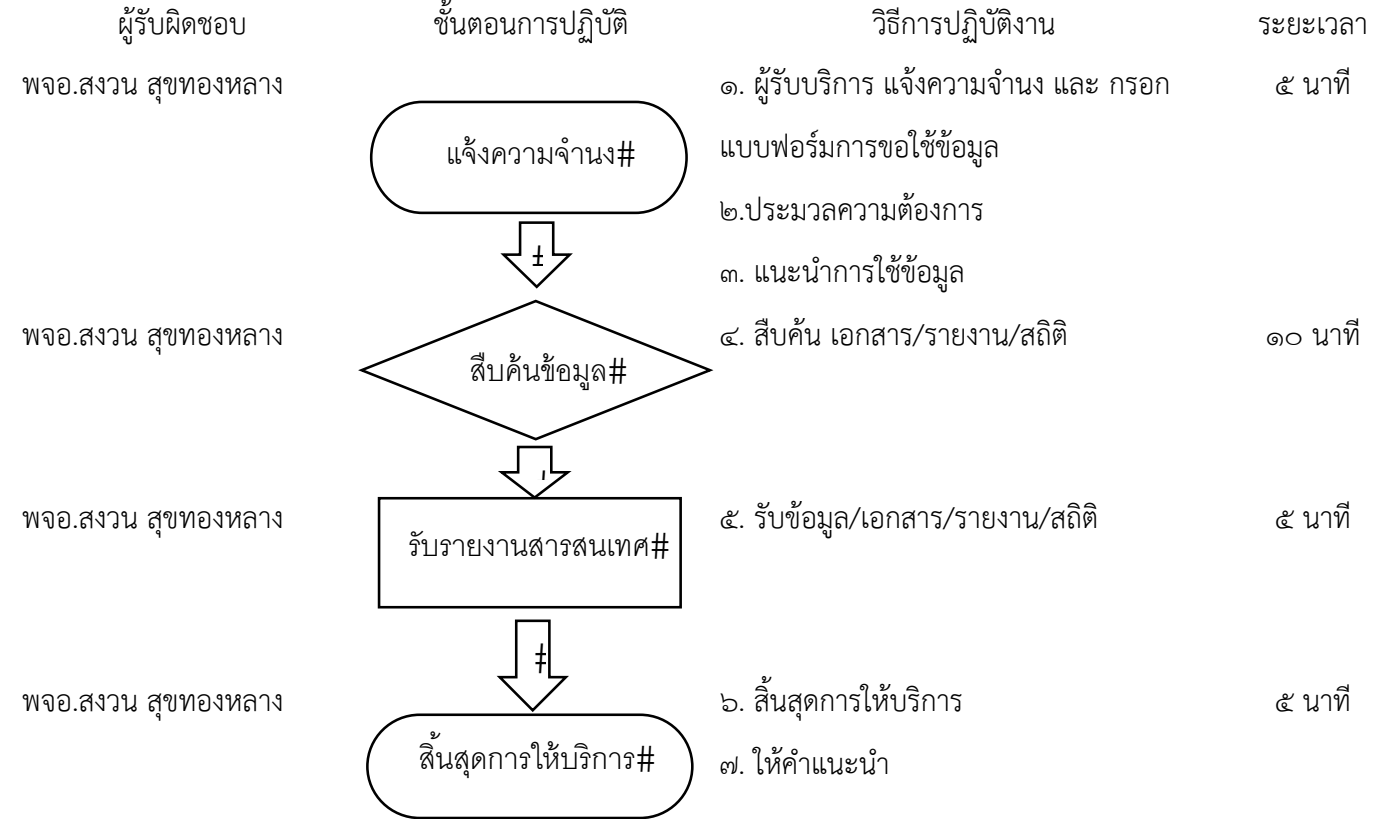 ผู้รับผิดชอบ ชั้นตอนการปฏิบัติ วิธีการปฏิบัติงาน ระยะเวลา
พจอ.สงวน สุขทองหลาง ๑. ผู้รับบริการ แจ้งความจำนง และ กรอก ๕ นาที
แจ้งความจำนง# แบบฟอร์มการขอใช้ข้อมูล
๒.ประมวลความต้องการ
๓. แนะนำการใช้ข้อมูล
พจอ.สงวน สุขทองหลาง ๔. สืบค้น เอกสาร/รายงาน/สถิติ ๑๐ นาที
สืบค้นข้อมูล#
พจอ.สงวน สุขทองหลาง ๕. รับข้อมูล/เอกสาร/รายงาน/สถิติ ๕ นาที
รับรายงานสารสนเทศ#
พจอ.สงวน สุขทองหลาง ๖. สิ้นสุดการให้บริการ ๕ นาที
สิ้นสุดการให้บริการ# ๗. ให้คำแนะนำ